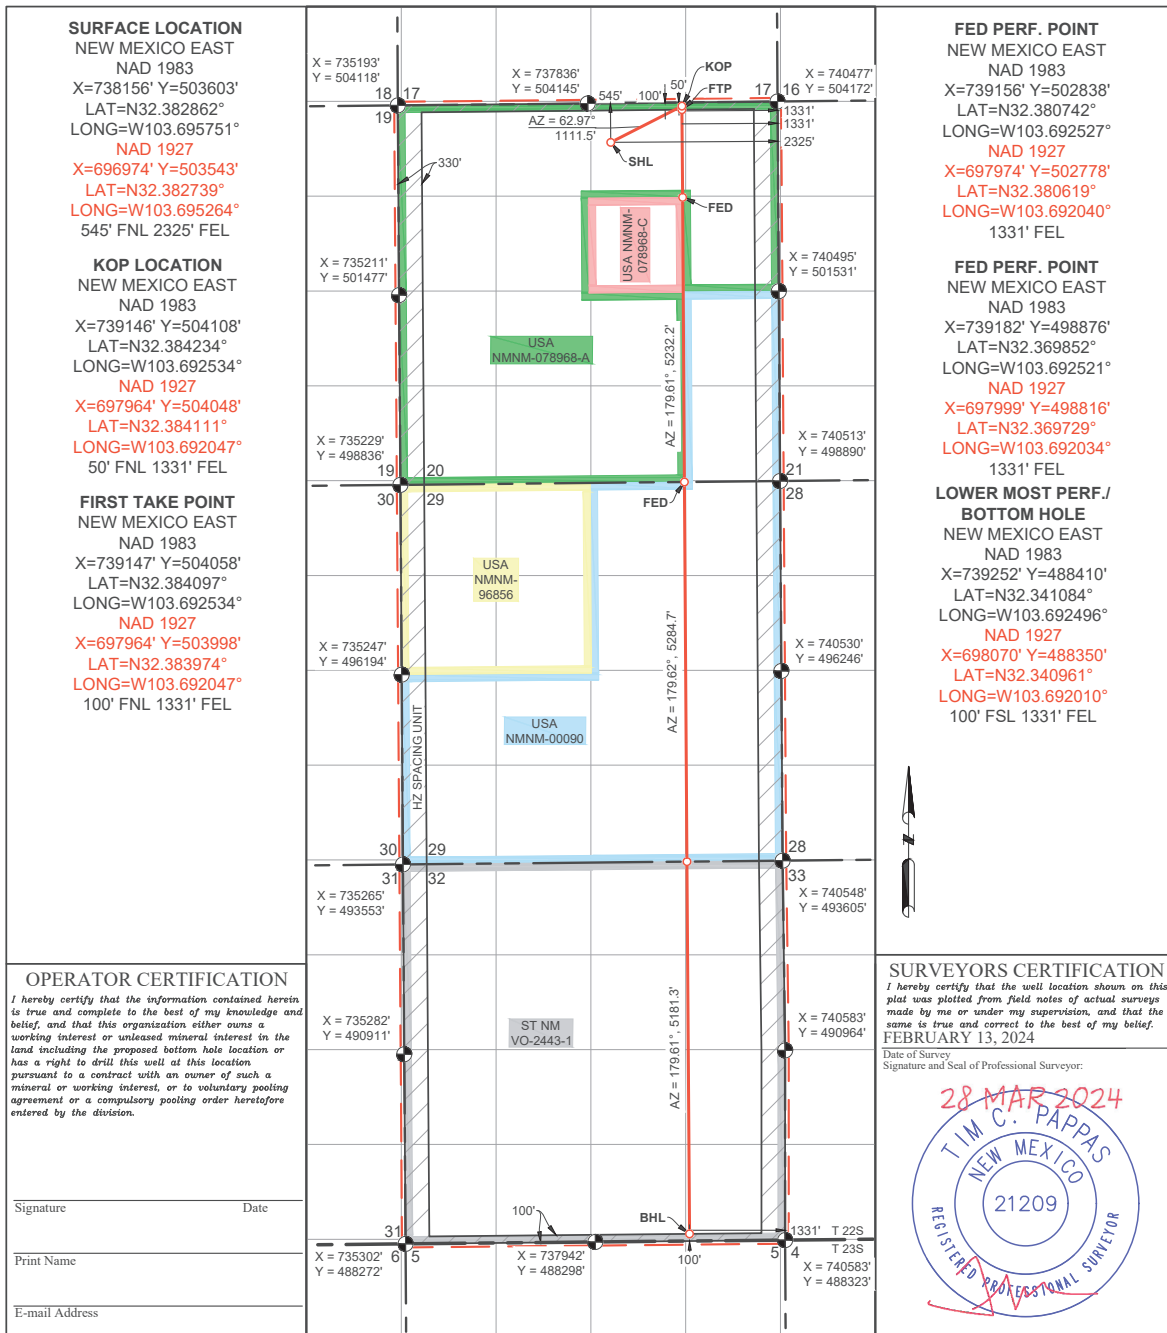 SURFACE LOCATION
NEW MEXICO EAST
NAD 1983
X=738156' Y=503603'
LAT=N32.382862°
LONG=W103.695751°
NAD 1927
X=696974' Y=503543'
LAT=N32.382739°
LONG=W103.695264°
545' FNL 2325' FEL
KOP LOCATION
NEW MEXICO EAST
NAD 1983
X=739146' Y=504108'
LAT=N32.384234°
LONG=W103.692534°
NAD 1927
X=697964' Y=504048'
LAT=N32.384111°
LONG=W103.692047°
50' FNL 1331' FEL
FIRST TAKE POINT
NEW MEXICO EAST
NAD 1983
X=739147' Y=504058'
LAT=N32.384097°
LONG=W103.692534°
NAD 1927
X=697964' Y=503998'
LAT=N32.383974°
LONG=W103.692047°
100' FNL 1331' FEL
OPERATOR CERTIFICATION
I hereby certify that the information contained herein
is true and complete to the best of my knowledge and
belief, and that this organization either owns a
working interest or unleased mineral interest in the
land including the proposed bottom hole location or
has a right to drill this well at this location
pursuant to a contract with an owner of such a
mineral or working interest, or to voluntary pooling
agreement or a compulsory pooling order heretofore
entered by the division.
Signature Date
Print Name
E-mail Address
X = 735193'
Y = 504118'
X = 737836'
Y = 504145'
X = 740477'
Y = 504172'
KOP
FTP
50'
100'
545'
18 17
17 16
19
AZ = 62.97°
1111.5'
1331'
1331'
2325'
SHL
330'
FED
USA NMNM-
078968-C
X = 735211'
Y = 501477'
X = 740495'
Y = 501531'
USA
NMNM-078968-A
AZ = 179.61°, 5232.2'
X = 735229'
Y = 498836'
X = 740513'
Y = 498890'
19 20
21
30 29
28
FED
USA
NMNM-
96856
X = 735247'
Y = 496194'
X = 740530'
Y = 496246'
AZ = 179.62°, 5284.7'
USA
NMNM-00090
HZ SPACING UNIT
30 29
28
31 32
33
X = 735265'
Y = 493553'
X = 740548'
Y = 493605'
AZ = 179.61°, 5181.3'
ST NM
VO-2443-1
X = 735282'
Y = 490911'
X = 740583'
Y = 490964'
100'
BHL
1331'
T 22S
T 23S
31
6 5
5 4
100'
X = 735302'
Y = 488272'
X = 737942'
Y = 488298'
X = 740583'
Y = 488323'
FED PERF. POINT
NEW MEXICO EAST
NAD 1983
X=739156' Y=502838'
LAT=N32.380742°
LONG=W103.692527°
NAD 1927
X=697974' Y=502778'
LAT=N32.380619°
LONG=W103.692040°
1331' FEL
FED PERF. POINT
NEW MEXICO EAST
NAD 1983
X=739182' Y=498876'
LAT=N32.369852°
LONG=W103.692521°
NAD 1927
X=697999' Y=498816'
LAT=N32.369729°
LONG=W103.692034°
1331' FEL
LOWER MOST PERF./
BOTTOM HOLE
NEW MEXICO EAST
NAD 1983
X=739252' Y=488410'
LAT=N32.341084°
LONG=W103.692496°
NAD 1927
X=698070' Y=488350'
LAT=N32.340961°
LONG=W103.692010°
100' FSL 1331' FEL
N
SURVEYORS CERTIFICATION
I hereby certify that the well location shown on this
plat was plotted from field notes of actual surveys
made by me or under my supervision, and that the
same is true and correct to the best of my belief.
FEBRUARY 13, 2024
Date of Survey
Signature and Seal of Professional Surveyor:
28 MAR 2024
TIM C. PAPPAS
NEW MEXICO
21209
REGISTERED PROFESSIONAL SURVEYOR